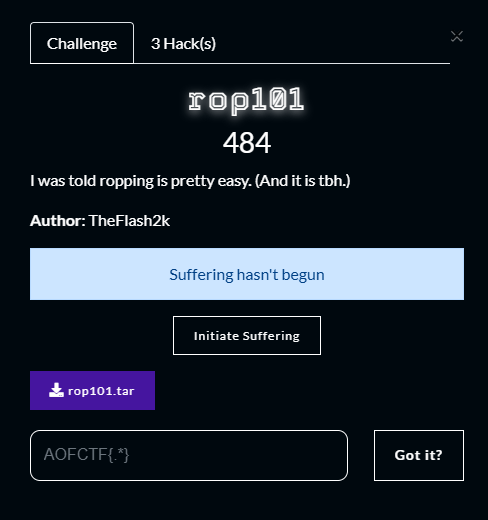 Challenge
3 Hack(s)
rop101
484
I was told ropping is pretty easy. (And it is tbh.)
Author: TheFlash2k
Suffering hasn't begun
Initiate Suffering
rop101.tar
AOFCTF{.*}
Got it?